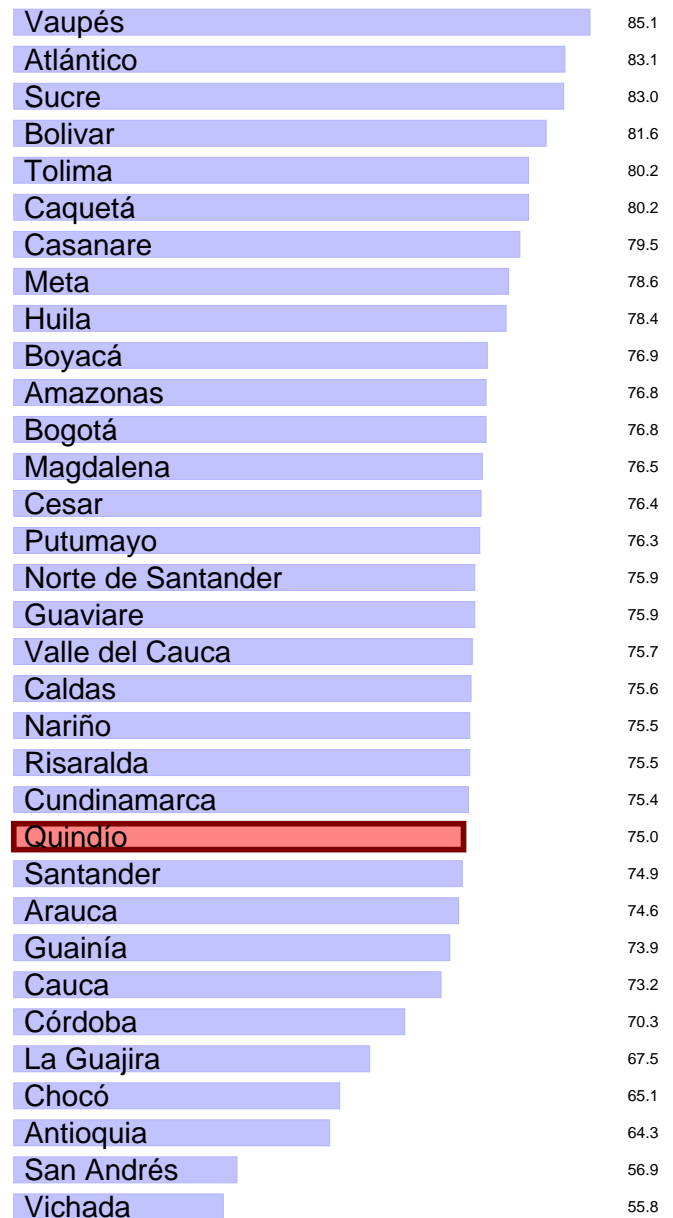 Vaupés 85.1
Atlántico 83.1
Sucre 83.0
Bolivar 81.6
Tolima 80.2
Caquetá 80.2
Casanare 79.5
Meta 78.6
Huila 78.4
Boyacá 76.9
Amazonas 76.8
Bogotá 76.8
Magdalena 76.5
Cesar 76.4
Putumayo 76.3
Norte de Santander 75.9
Guaviare 75.9
Valle del Cauca 75.7
Caldas 75.6
Nariño 75.5
Risaralda 75.5
Cundinamarca 75.4
Quindío 75.0
Santander 74.9
Arauca 74.6
Guainía 73.9
Cauca 73.2
Córdoba 70.3
La Guajira 67.5
Chocó 65.1
Antioquia 64.3
San Andrés 56.9
Vichada 55.8